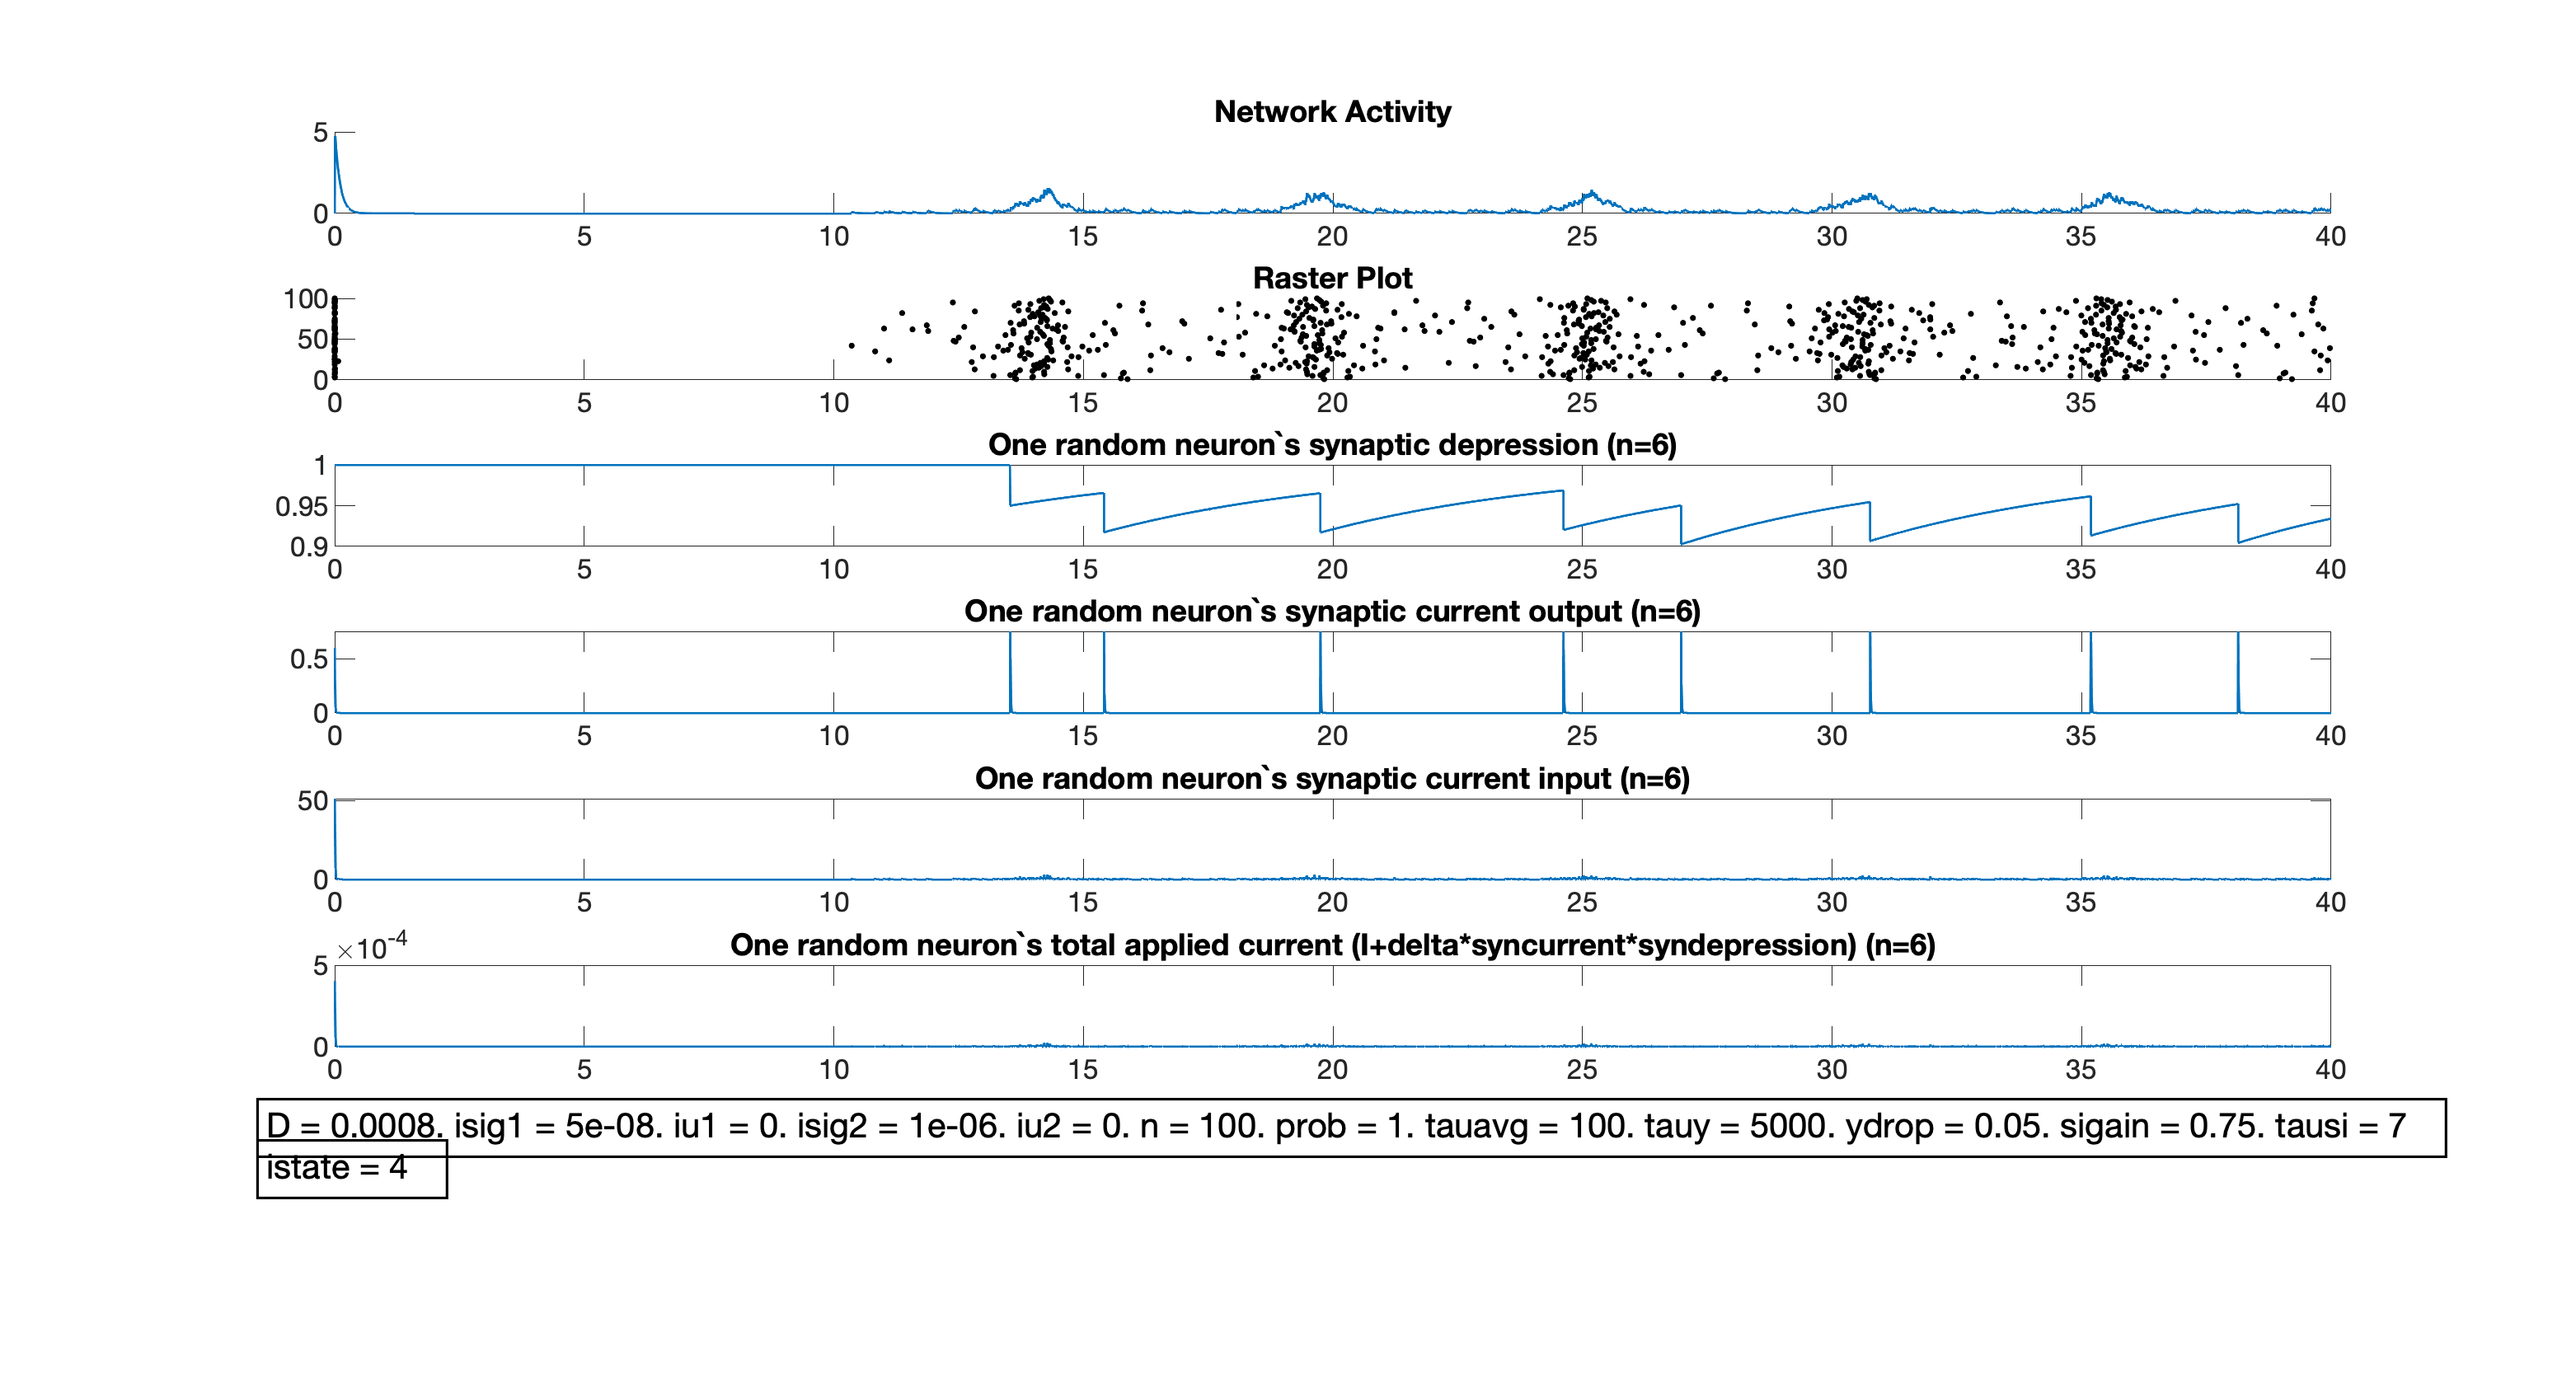 Network Activity
5
0
0 5 10 15 20 25 30 35 40
Raster Plot
100
50
0
0 5 10 15 20 25 30 35 40
One random neuron`s synaptic depression (n=6)
1
0.95
0.9
0 5 10 15 20 25 30 35 40
One random neuron`s synaptic current output (n=6)
0.5
0
0 5 10 15 20 25 30 35 40
One random neuron`s synaptic current input (n=6)
50
0
0 5 10 15 20 25 30 35 40
One random neuron`s total applied current (I+delta*syncurrent*syndepression) (n=6)
×10-4
5
0
0 5 10 15 20 25 30 35 40
D = 0.0008. isig1 = 5e-08. iu1 = 0. isig2 = 1e-06. iu2 = 0. n = 100. prob = 1. tauavg = 100. tauy = 5000. ydrop = 0.05. sigain = 0.75. tausi = 7
istate = 4